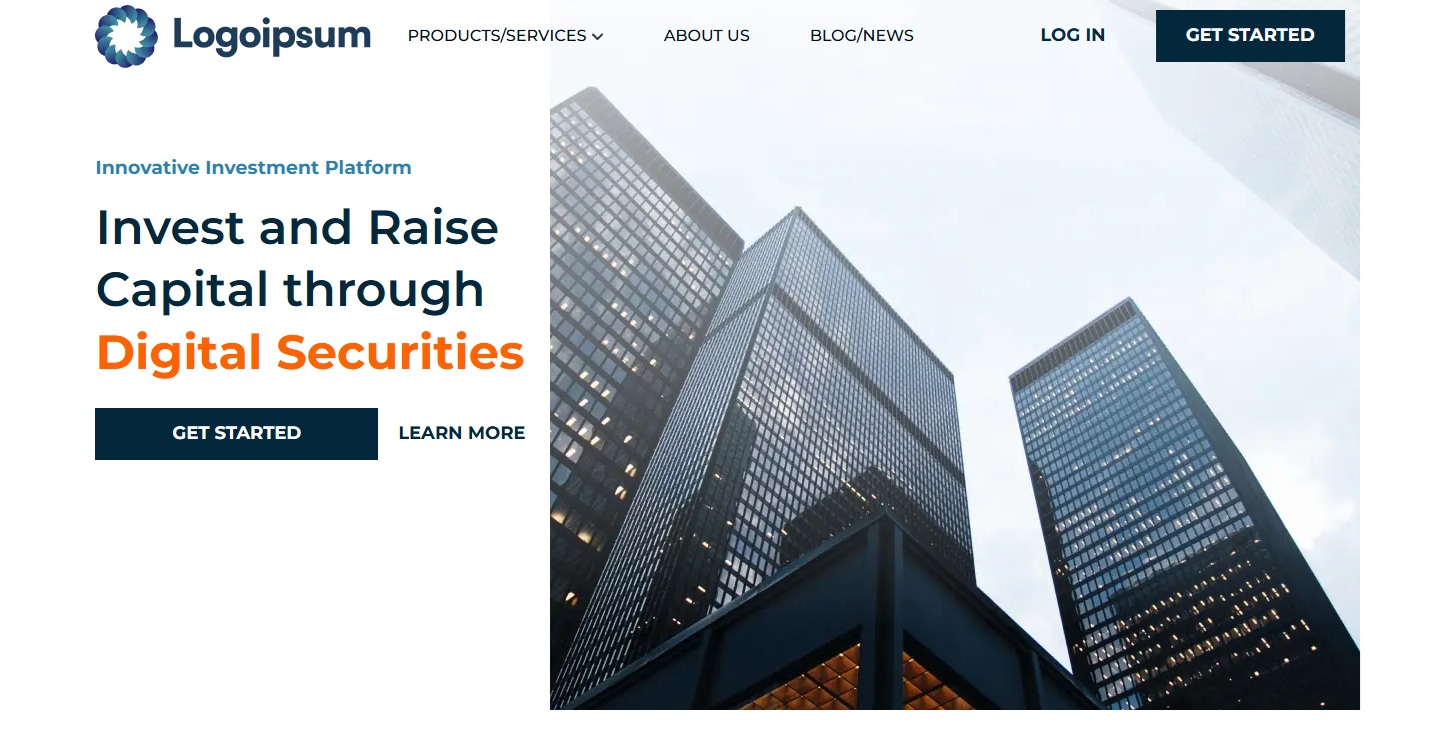 Logoipsum
PRODUCTS/SERVICES
ABOUT US
BLOG/NEWS
LOG IN
GET STARTED
Innovative Investment Platform
Invest and Raise
Capital through
Digital Securities
GET STARTED
LEARN MORE